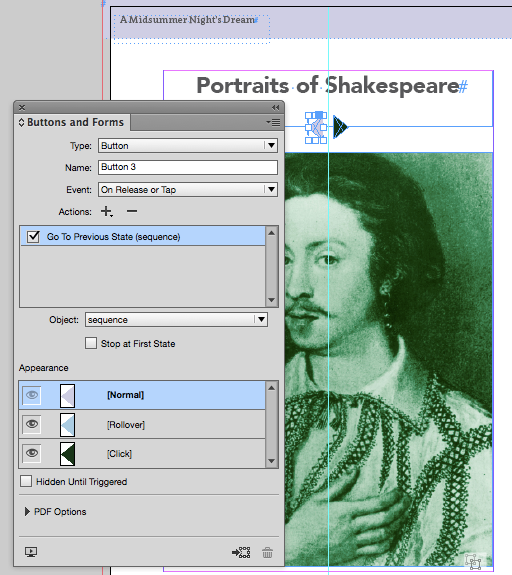 A Midsummer Night's Dream#
Portraits of Shakespeare#
Buttons and Forms
Type: Button
Name: Button 3
Event: On Release or Tap
Actions:
Go To Previous State (sequence)
Object: sequence
Stop at First State
Appearance
[Normal]
[Rollover]
[Click]
Hidden Until Triggered
PDF Options